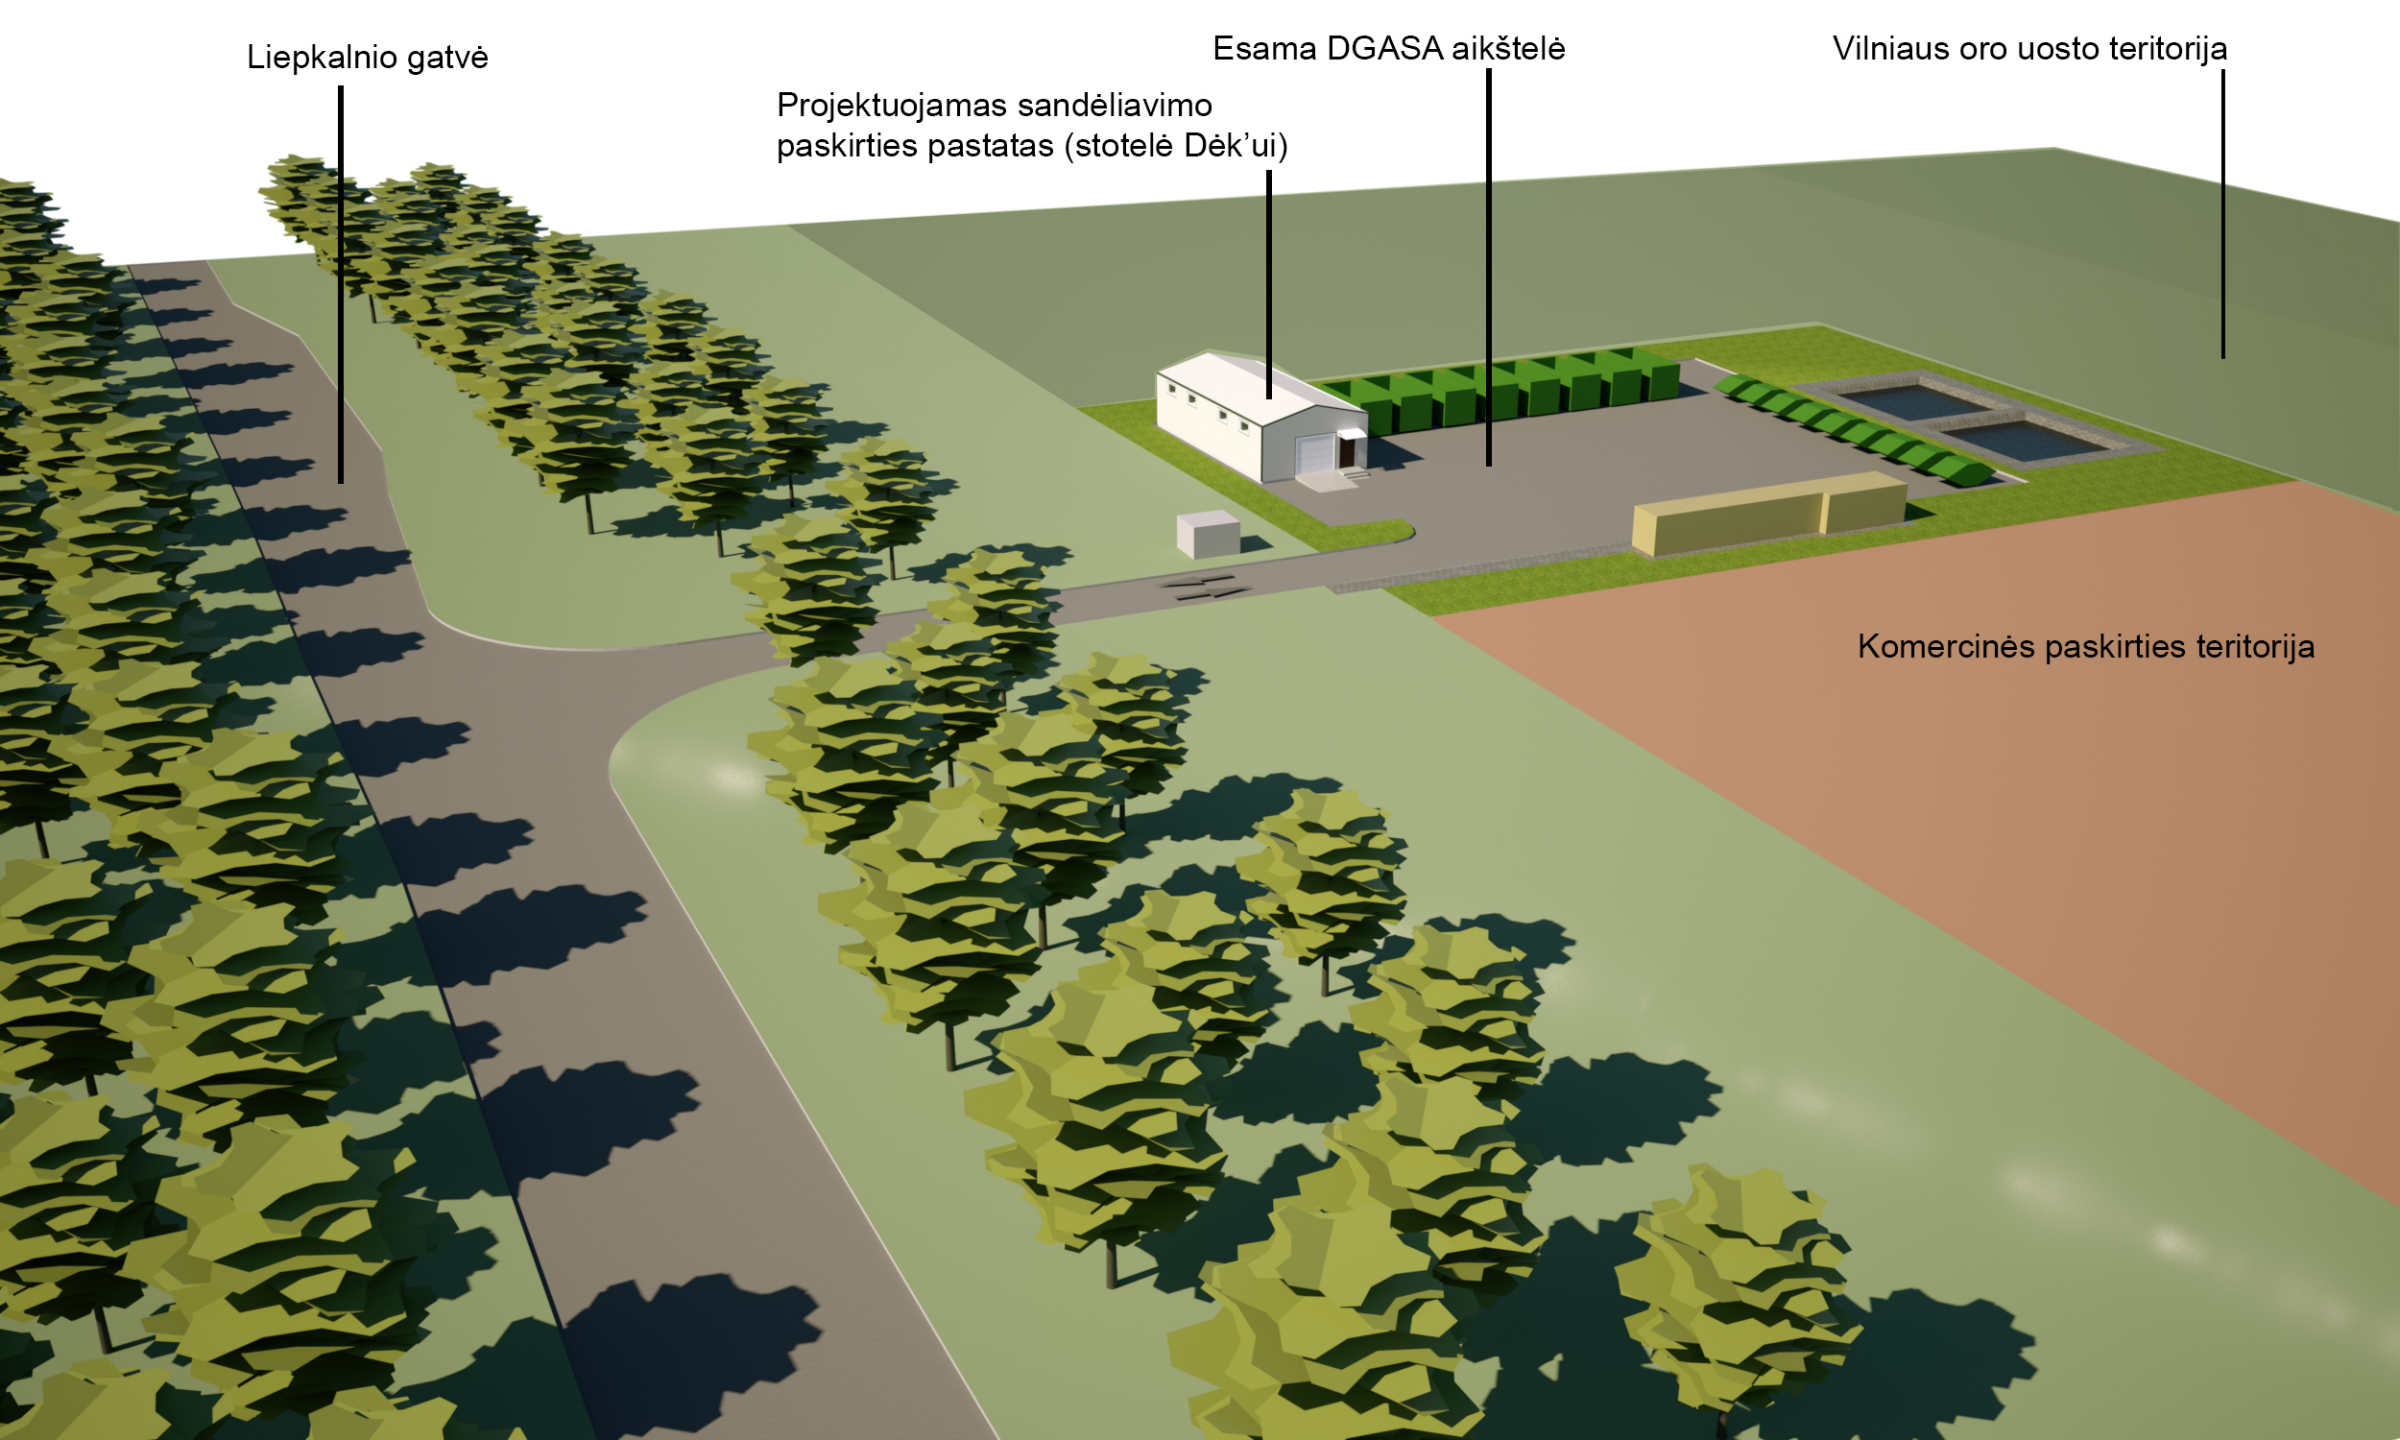 Liepkalnio gatvė
Projektuojamas sandėliavimo
paskirties pastatas (stotelė Dėk’ui)
Esama DGASA aikštelė
Vilniaus oro uosto teritorija
Komercinės paskirties teritorija